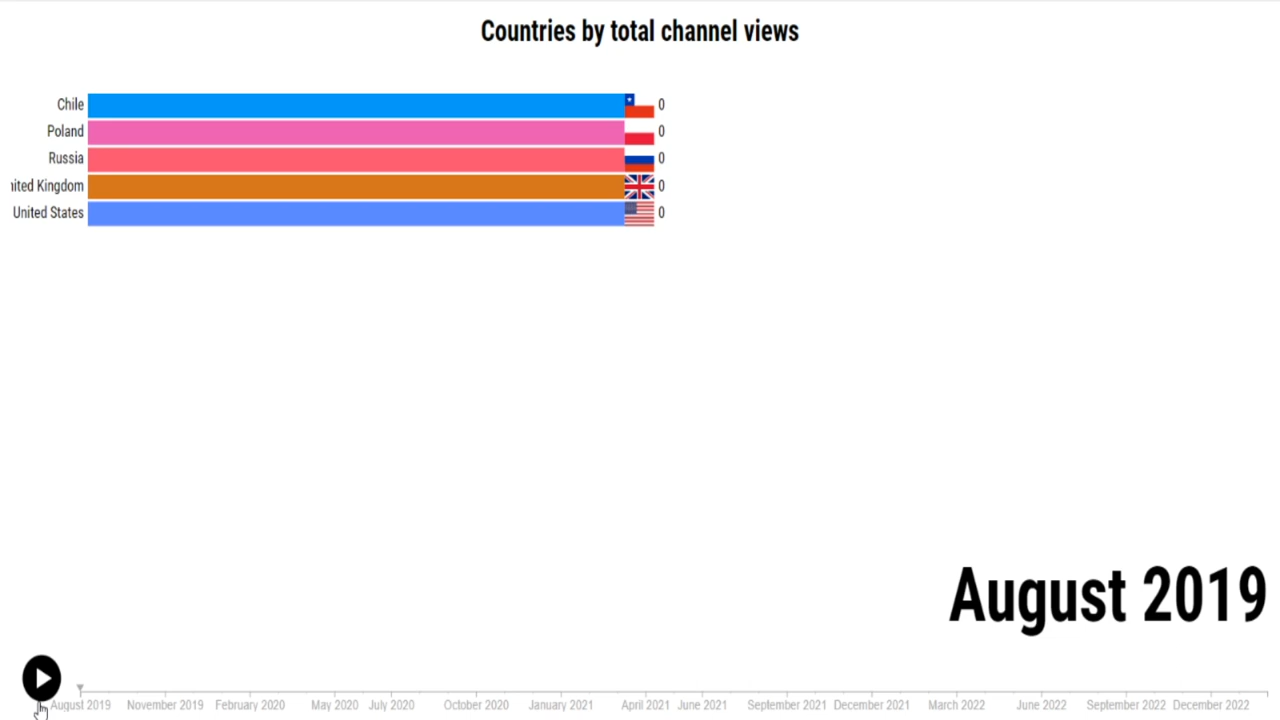 Countries by total channel views
Chile 0
Poland 0
Russia 0
nited Kingdom 0
United States 0
August 2019
August 2019 November 2019 February 2020 May 2020 July 2020 October 2020 January 2021 April 2021 June 2021 September 2021 December 2021 March 2022 June 2022 September 2022 December 2022